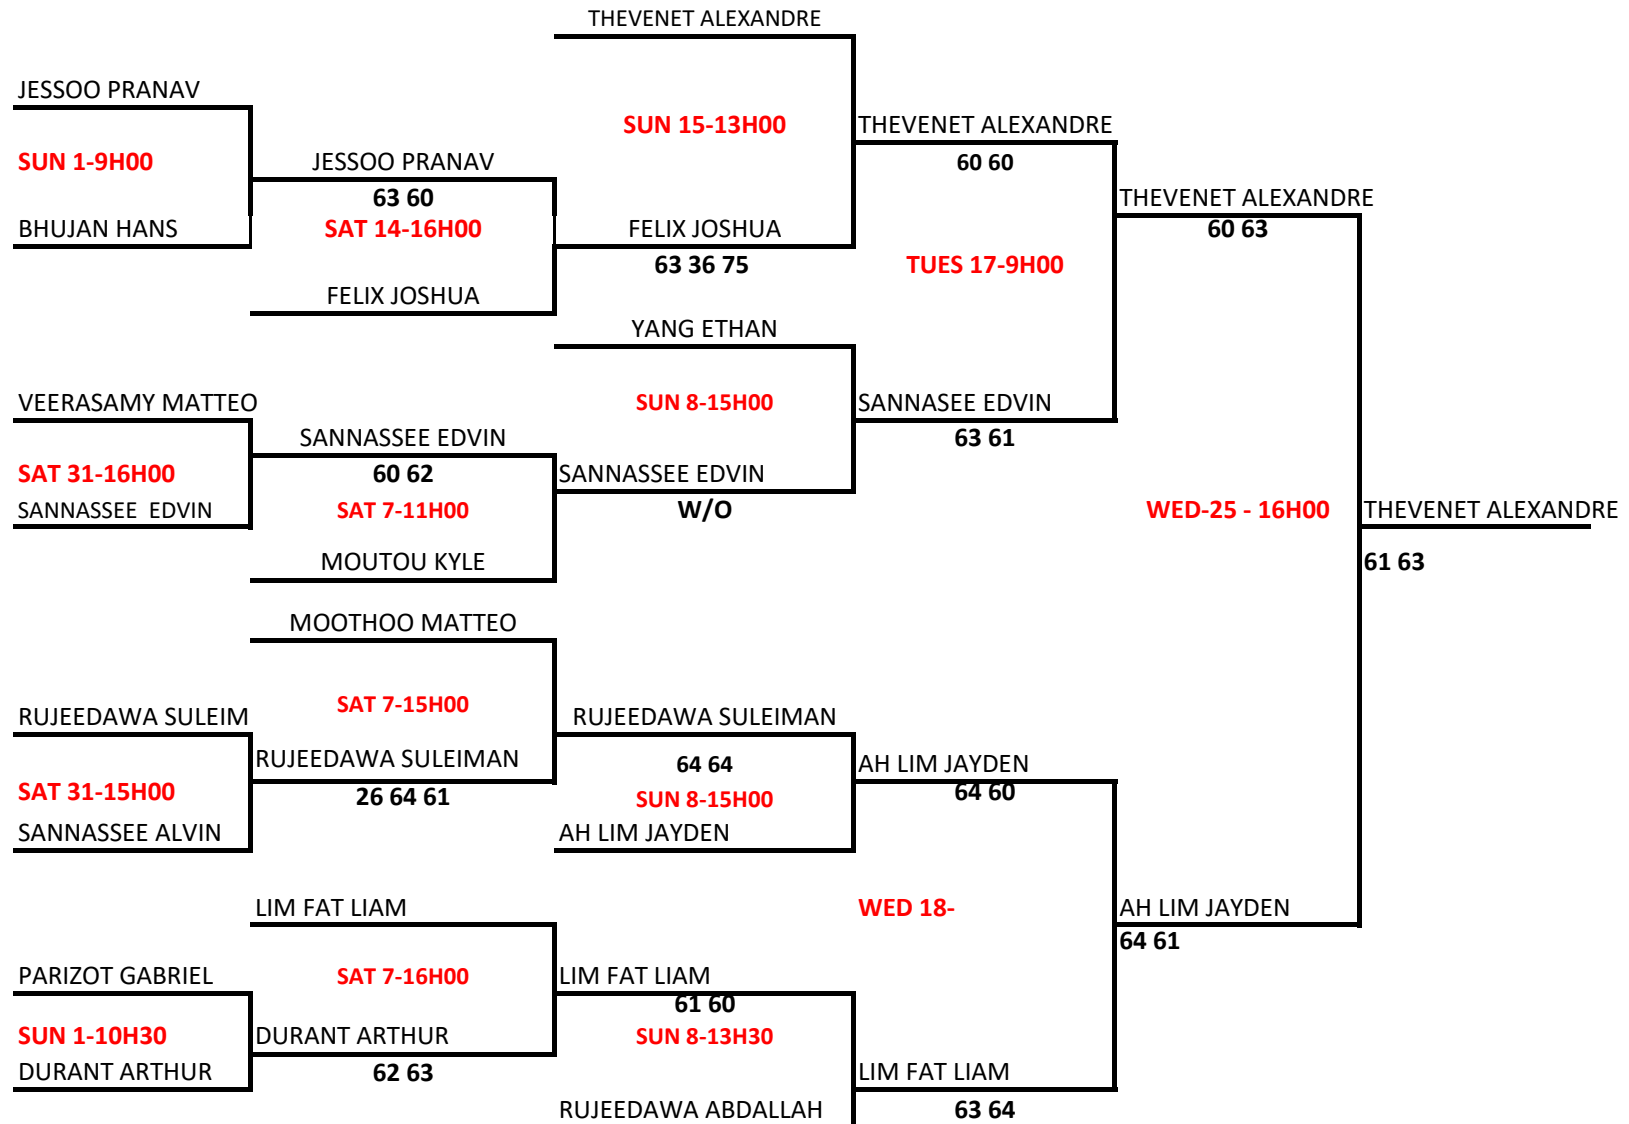 THEVENET ALEXANDRE
JESSOO PRANAV
SUN 15-13H00
THEVENET ALEXANDRE
SUN 1-9H00
JESSOO PRANAV
60 60
63 60
THEVENET ALEXANDRE
BHUJAN HANS
SAT 14-16H00
FELIX JOSHUA
60 63
63 36 75
TUES 17-9H00
FELIX JOSHUA
YANG ETHAN
VEERASAMY MATTEO
SUN 8-15H00
SANNASEE EDVIN
SANNASSEE EDVIN
63 61
SAT 31-16H00
60 62
SANNASSEE EDVIN
SANNASSEE  EDVIN
SAT 7-11H00
W/O
WED-25 - 16H00
THEVENET ALEXANDRE
MOUTOU KYLE
61 63
MOOTHOO MATTEO
SAT 7-15H00
RUJEEDAWA SULEIM
RUJEEDAWA SULEIMAN
RUJEEDAWA SULEIMAN
64 64
AH LIM JAYDEN
SAT 31-15H00
26 64 61
SUN 8-15H00
64 60
SANNASSEE ALVIN
AH LIM JAYDEN
LIM FAT LIAM
WED 18-
AH LIM JAYDEN
64 61
PARIZOT GABRIEL
SAT 7-16H00
LIM FAT LIAM
61 60
SUN 1-10H30
DURANT ARTHUR
SUN 8-13H30
DURANT ARTHUR
62 63
LIM FAT LIAM
RUJEEDAWA ABDALLAH
63 64